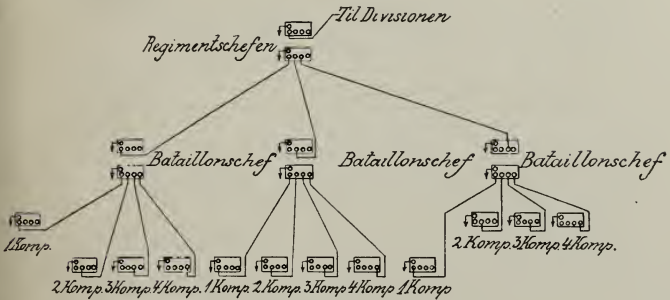 Til Divisionen
Regimentschefen
Bataillonschef Bataillonschef Bataillonschef
1.Komp.
2 Komp. 3 Komp. 4 Komp.
2 Komp. 3 Komp. 4 Komp. 1 Komp. 2 Komp. 3 Komp 4 Komp 1 Komp